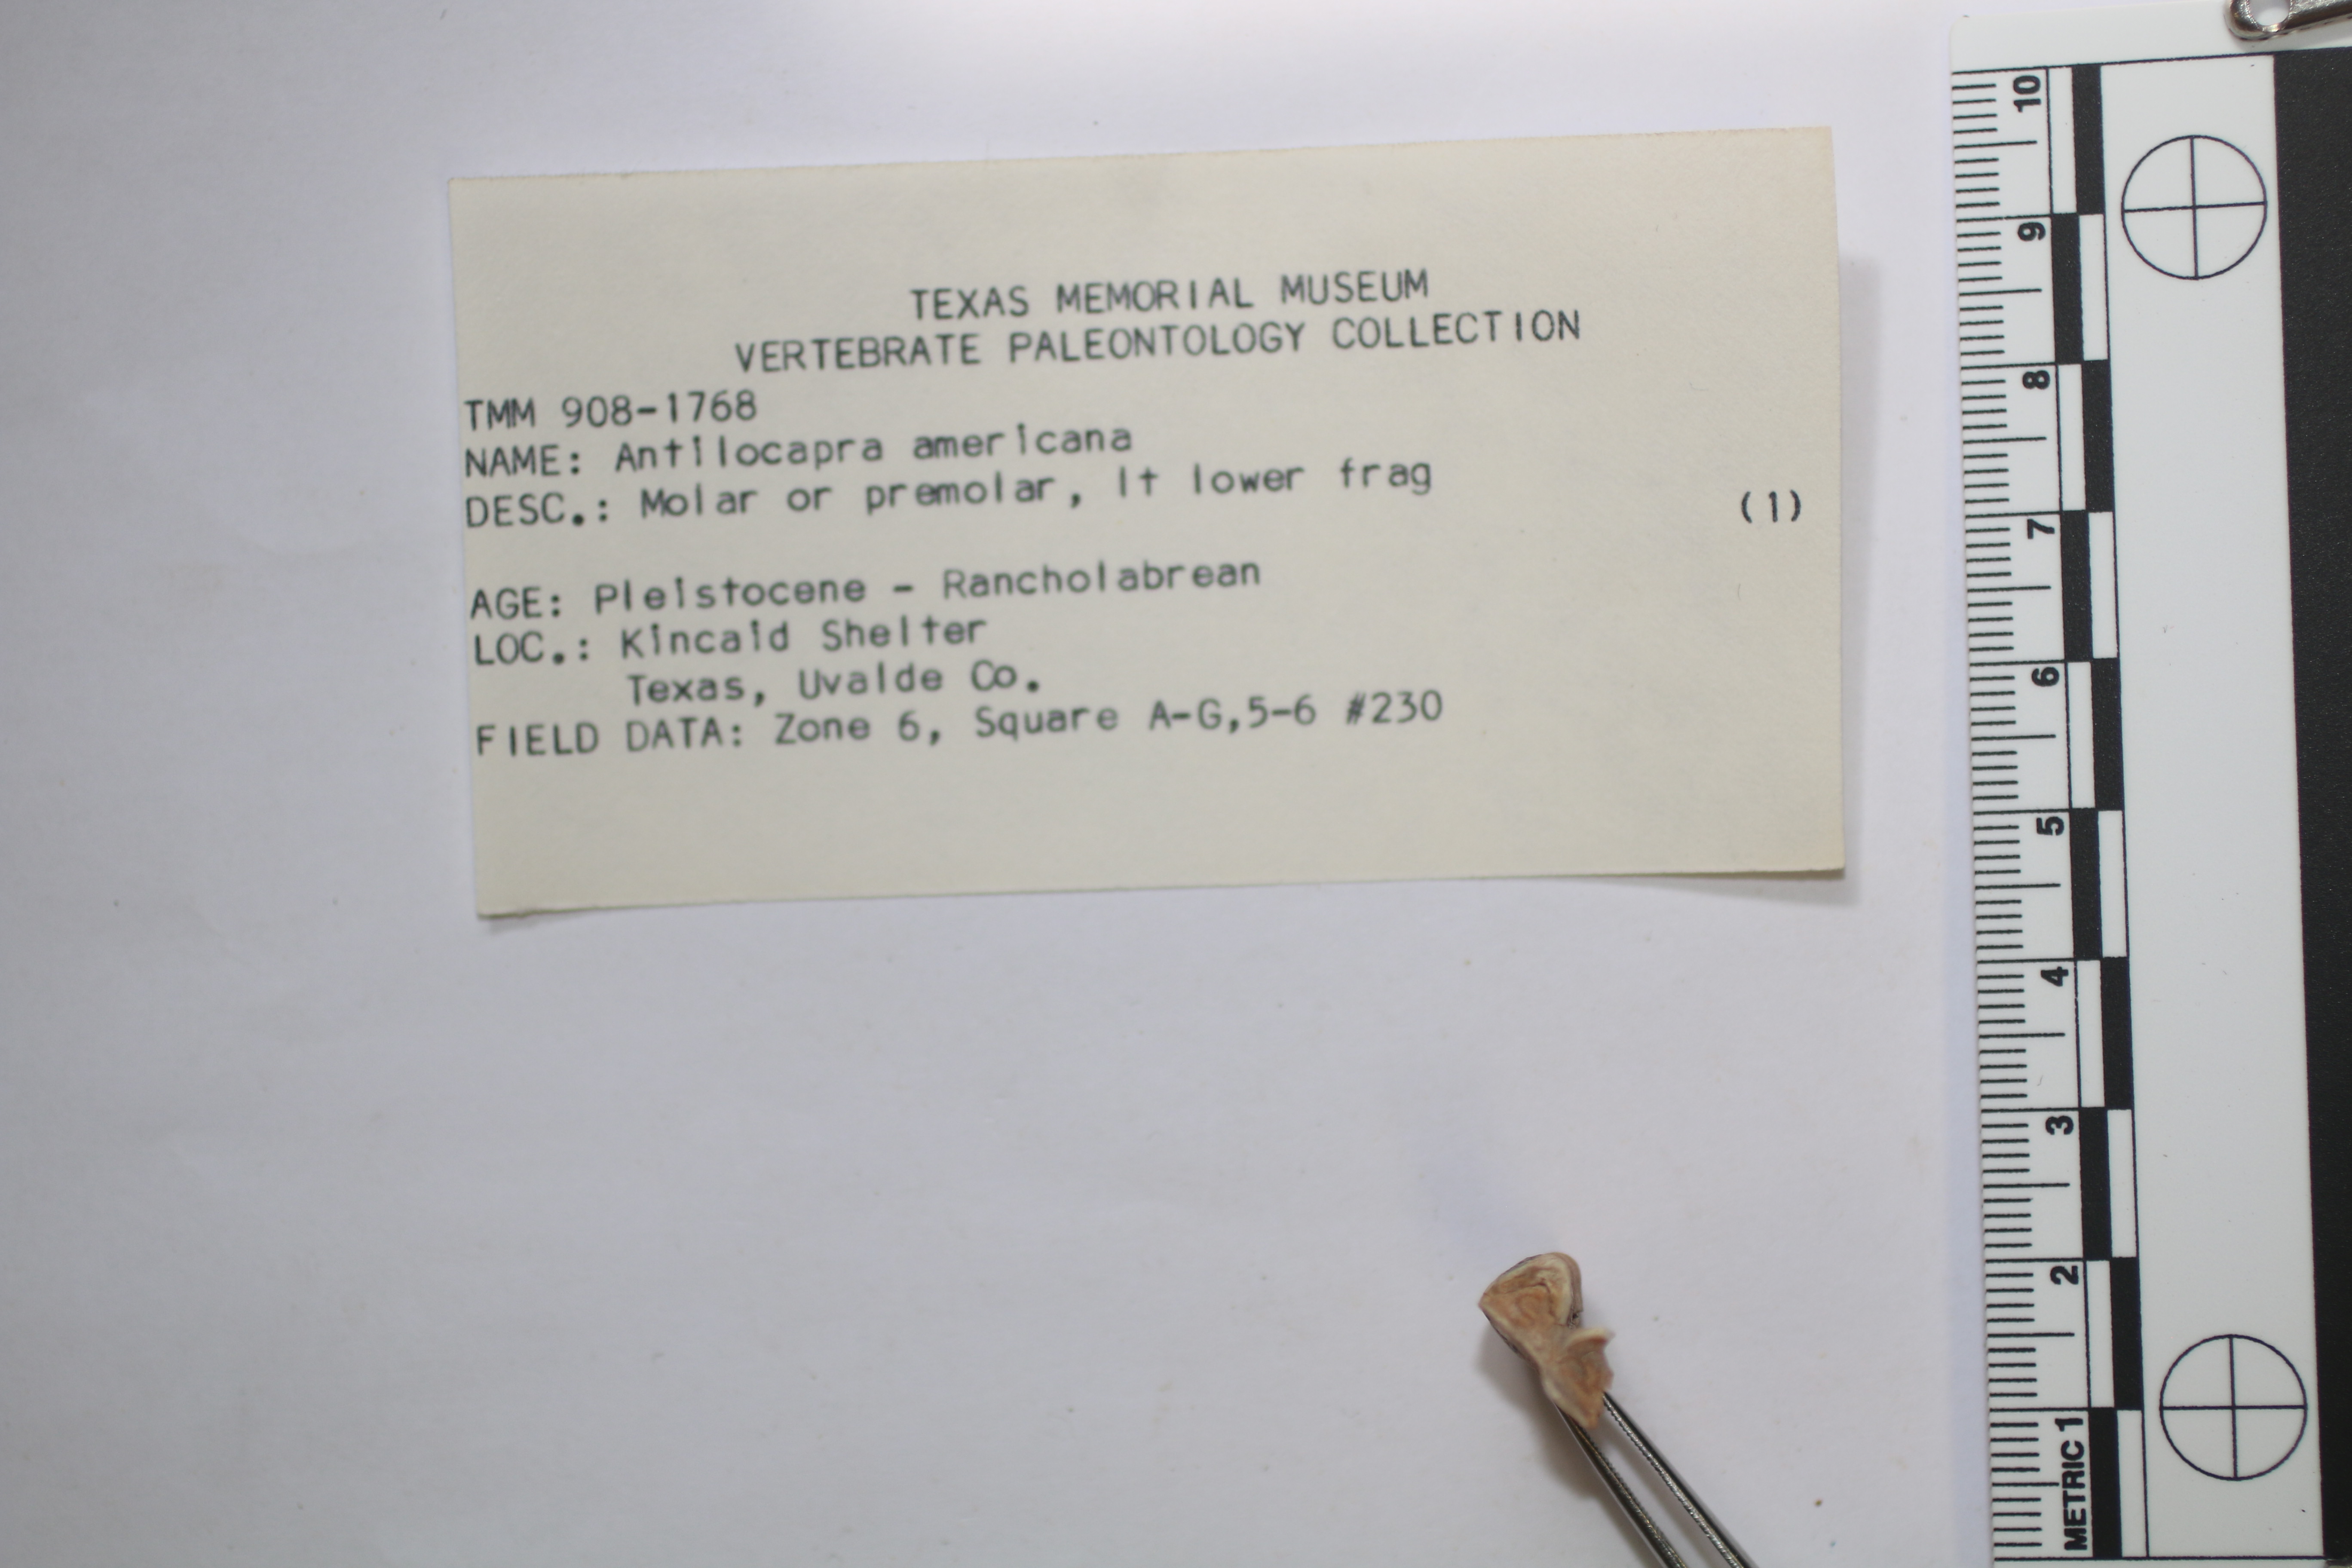 TEXAS MEMORIAL MUSEUM
VERTEBRATE PALEONTOLOGY COLLECTION
TMM 908-1768
NAME: Antilocapra americana
DESC.: Molar or premolar, lt lower frag
(1)
AGE: Pleistocene - Rancholabrean
LOC.: Kincaid Shelter
Texas, Uvalde Co.
FIELD DATA: Zone 6, Square A-G,5-6 #230
10
9
8
7
6
5
4
3
2
METRIC 1